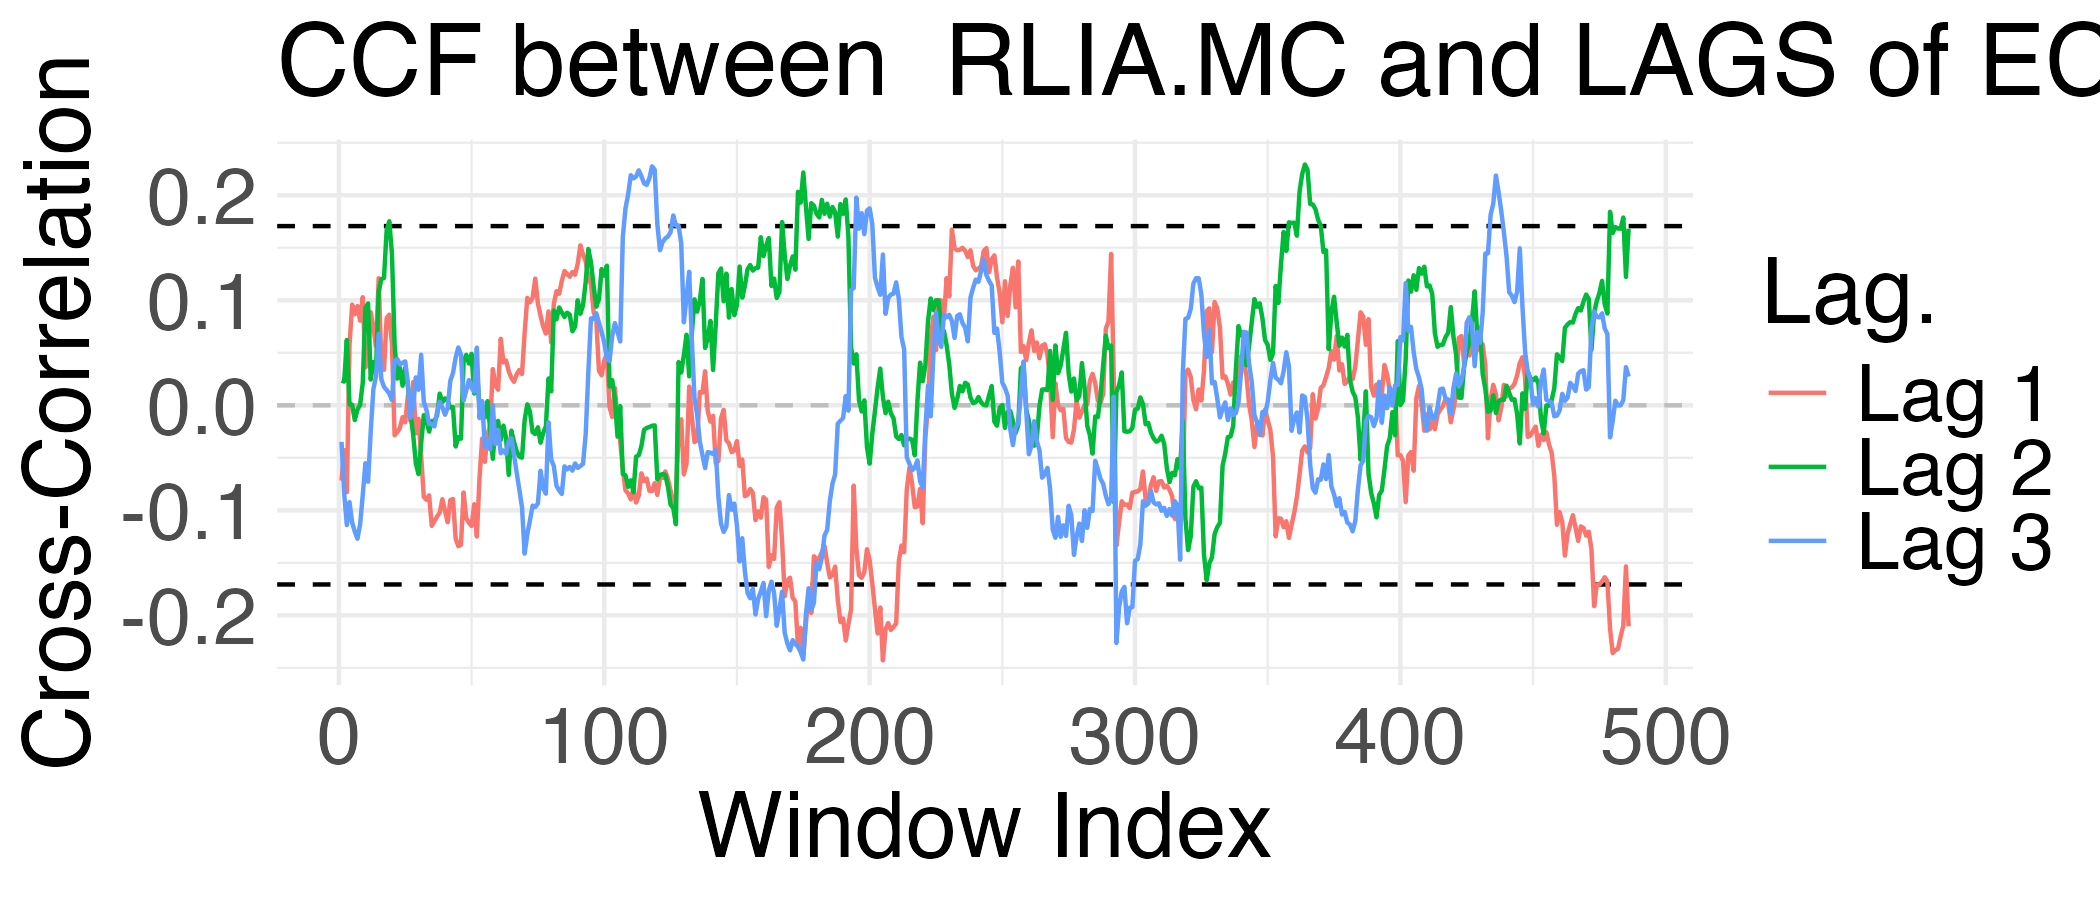 CCF between  RLIA.MC and LAGS of EC
Cross-Correlation
0.2
0.1
0.0
-0.1
-0.2
0 100 200 300 400 500
Window Index
Lag.
Lag 1
Lag 2
Lag 3